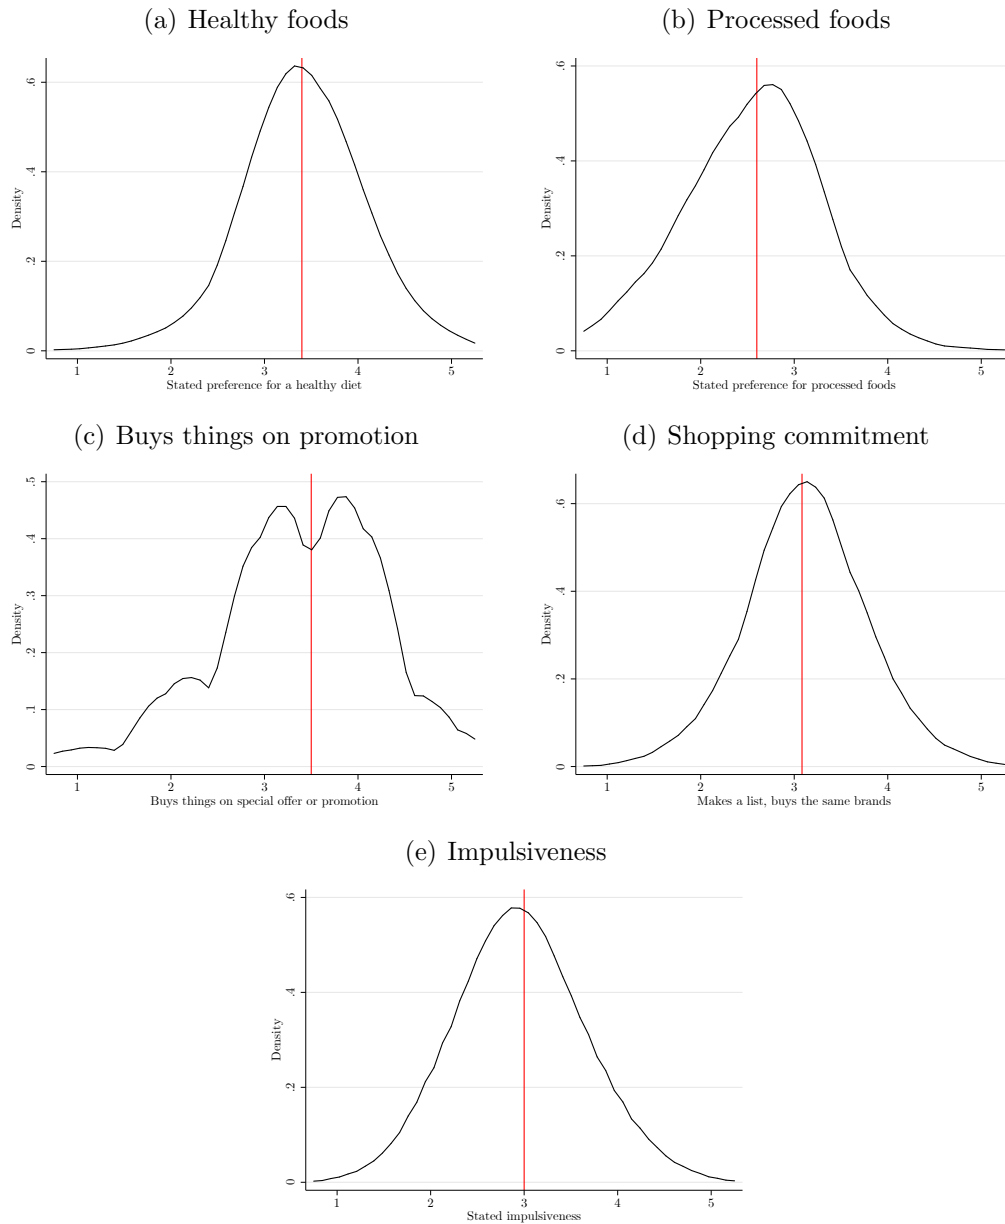 (a) Healthy foods
.6
.4
.2
0
Density
1 2 3 4 5
Stated preference for a healthy diet
(b) Processed foods
.6
.4
.2
0
Density
1 2 3 4 5
Stated preference for processed foods
(c) Buys things on promotion
.5
.4
.3
.2
.1
0
Density
1 2 3 4 5
Buys things on special offer or promotion
(d) Shopping commitment
.6
.4
.2
0
Density
1 2 3 4 5
Makes a list, buys the same brands
(e) Impulsiveness
.6
.4
.2
0
Density
1 2 3 4 5
Stated impulsiveness